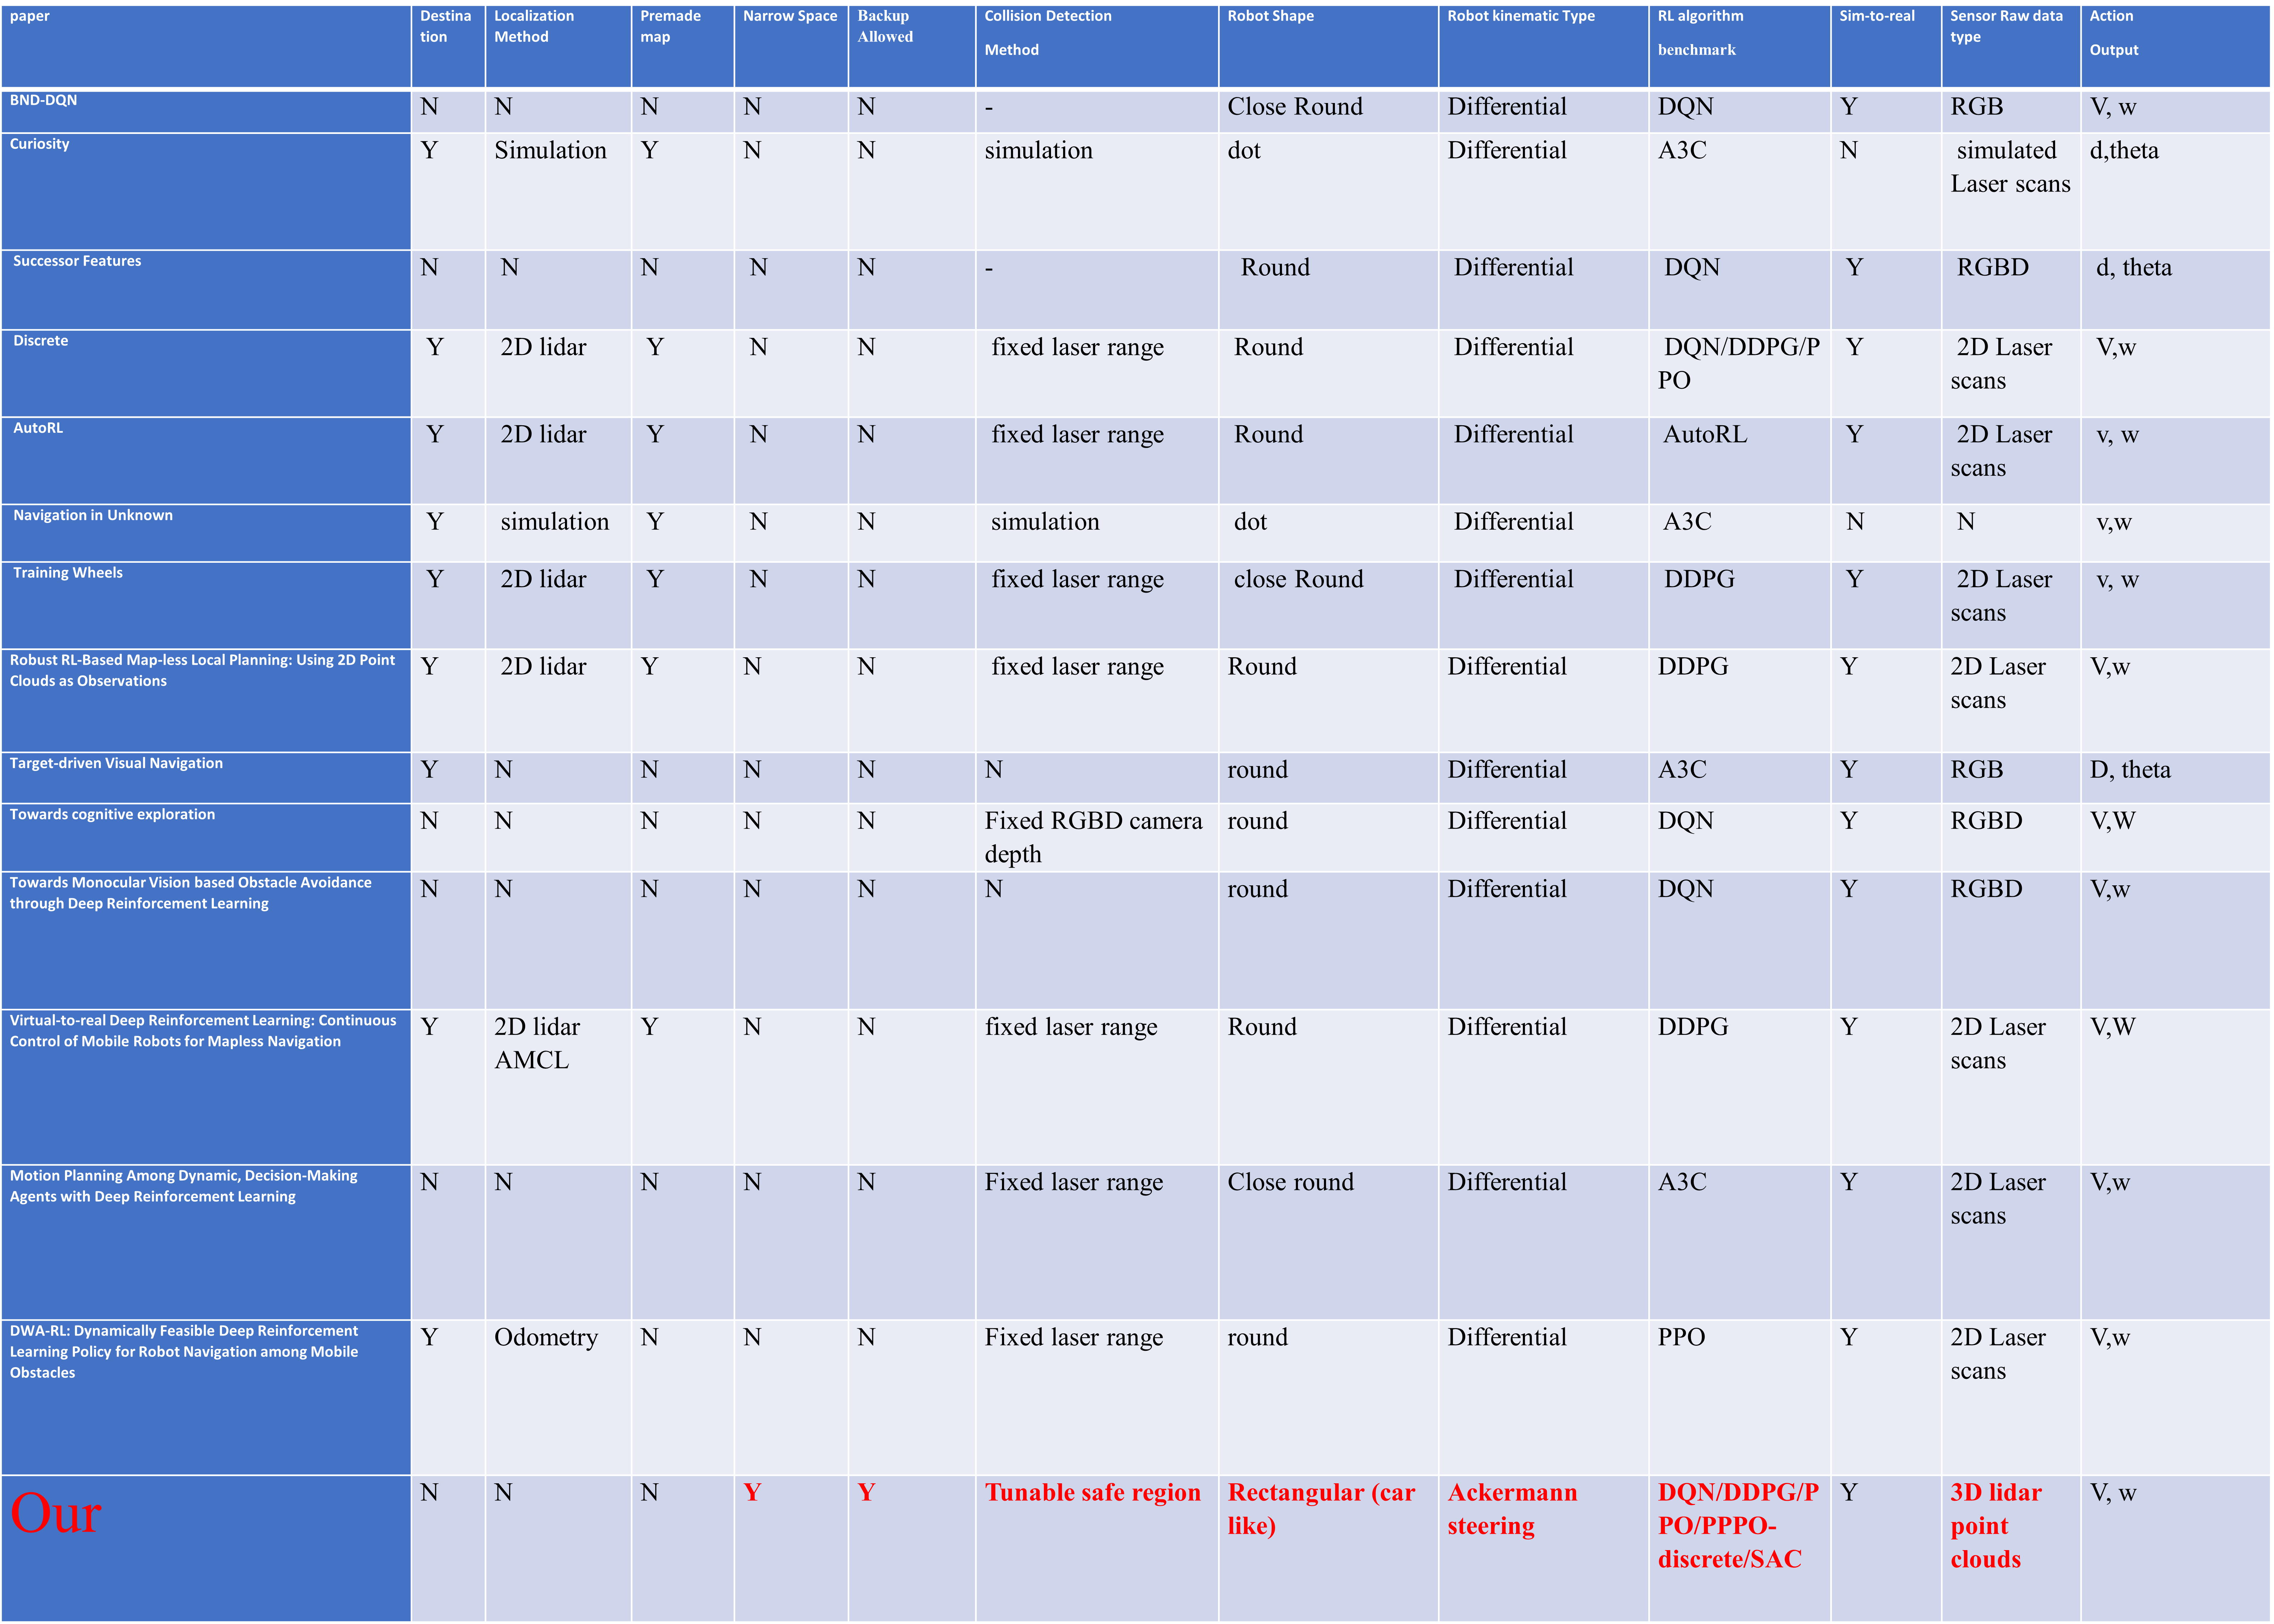 paper Destina Localization Premade Narrow Space Backup Collision Detection Robot Shape Robot kinematic Type RL algorithm Sim-to-real Sensor Raw data Action
tion Method map Allowed Method benchmark type Output
BND-DQN N N N N N - Close Round Differential DQN Y RGB V, w
Curiosity Y Simulation Y N N simulation dot Differential A3C N simulated d,theta
Laser scans
Successor Features N N N N N - Round Differential DQN Y RGBD d, theta
Discrete Y 2D lidar Y N N fixed laser range Round Differential DQN/DDPG/P Y 2D Laser V,w
PO scans
AutoRL Y 2D lidar Y N N fixed laser range Round Differential AutoRL Y 2D Laser v, w
scans
Navigation in Unknown Y simulation Y N N simulation dot Differential A3C N N v,w
Training Wheels Y 2D lidar Y N N fixed laser range close Round Differential DDPG Y 2D Laser v, w
scans
Robust RL-Based Map-less Local Planning: Using 2D Point Y 2D lidar Y N N fixed laser range Round Differential DDPG Y 2D Laser V,w
Clouds as Observations scans
Target-driven Visual Navigation Y N N N N N round Differential A3C Y RGB D, theta
Towards cognitive exploration N N N N N Fixed RGBD camera round Differential DQN Y RGBD V,W
depth
Towards Monocular Vision based Obstacle Avoidance N N N N N N round Differential DQN Y RGBD V,w
through Deep Reinforcement Learning
Virtual-to-real Deep Reinforcement Learning: Continuous Y 2D lidar Y N N fixed laser range Round Differential DDPG Y 2D Laser V,W
Control of Mobile Robots for Mapless Navigation AMCL scans
Motion Planning Among Dynamic, Decision-Making N N N N N Fixed laser range Close round Differential A3C Y 2D Laser V,w
Agents with Deep Reinforcement Learning scans
DWA-RL: Dynamically Feasible Deep Reinforcement Y Odometry N N N Fixed laser range round Differential PPO Y 2D Laser V,w
Learning Policy for Robot Navigation among Mobile scans
Obstacles
Our N N N Y Y Tunable safe region Rectangular (car Ackermann DQN/DDPG/P Y 3D lidar V, w
like) steering PO/PPPO- point
discrete/SAC clouds